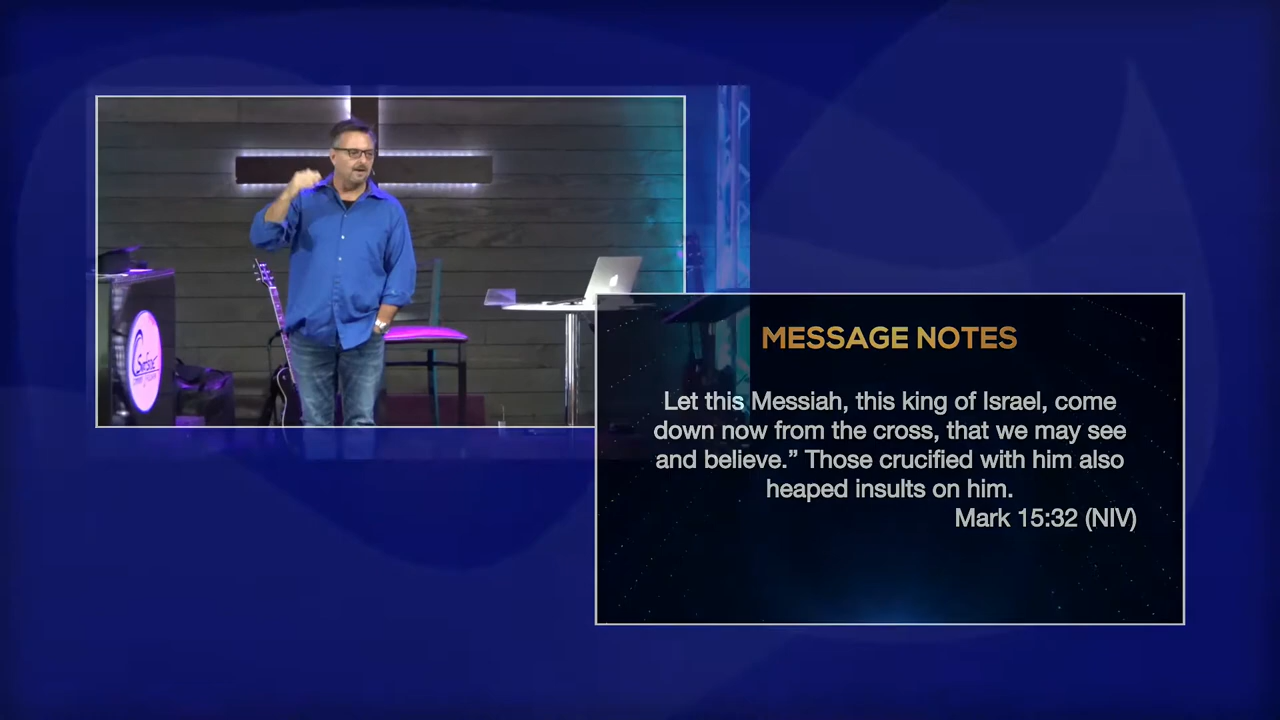 MESSAGE NOTES
Let this Messiah, this king of Israel, come
down now from the cross, that we may see
and believe.” Those crucified with him also
heaped insults on him.
Mark 15:32 (NIV)